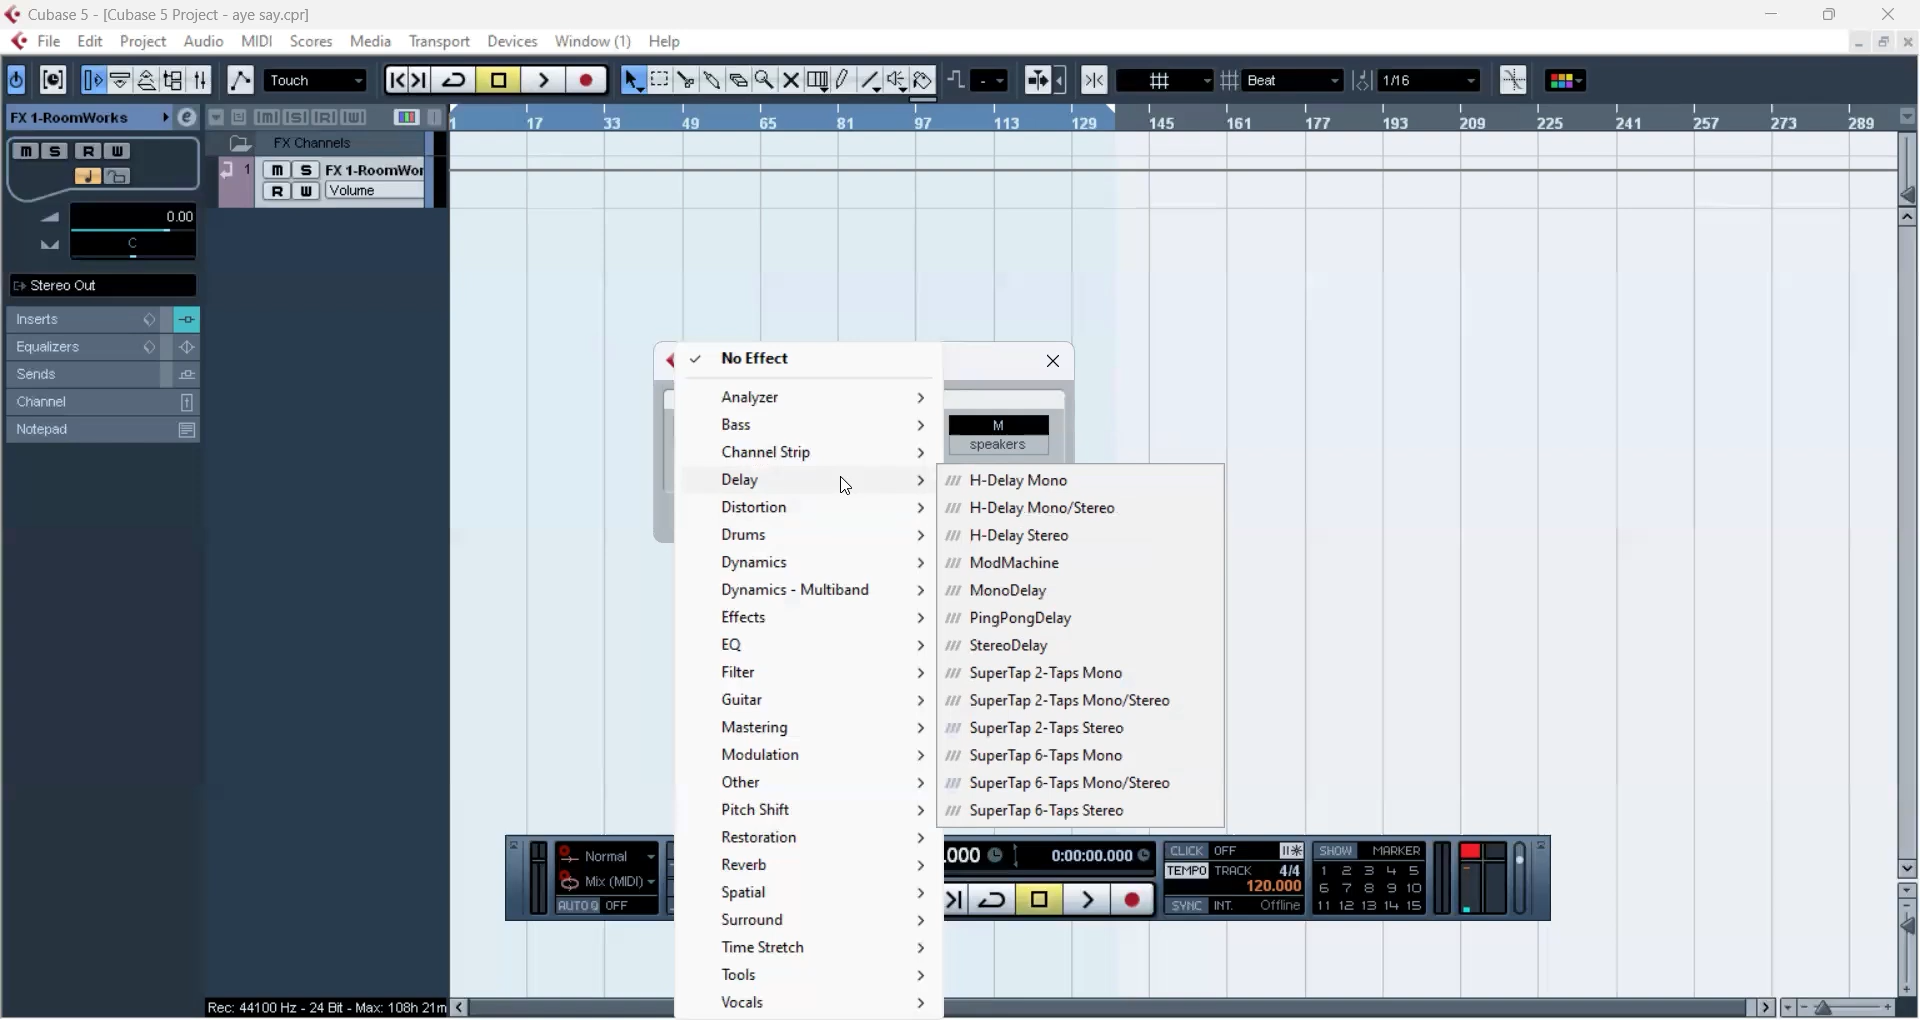 Cubase 5 - [Cubase 5 Project - aye say.cpr]
File Edit Project Audio MIDI Scores Media Transport Devices Window (1) Help
Touch - Beat 1/16
FX 1-RoomWorks
1 17 33 49 65 81 97 113 129 145 161 177 193 209 225 241 257 273 289
FX Channels
M S R W
1 M S FX 1-RoomWor
R W Volume
0.00
C
Stereo Out
Inserts
Equalizers
Sends
Channel
Notepad
No Effect
Analyzer
Bass
Channel Strip
Delay
Distortion
Drums
Dynamics
Dynamics - Multiband
Effects
EQ
Filter
Guitar
Mastering
Modulation
Other
Pitch Shift
Restoration
Reverb
Spatial
Surround
Time Stretch
Tools
Vocals
M
speakers
H-Delay Mono
H-Delay Mono/Stereo
H-Delay Stereo
ModMachine
MonoDelay
PingPongDelay
StereoDelay
SuperTap 2-Taps Mono
SuperTap 2-Taps Mono/Stereo
SuperTap 2-Taps Stereo
SuperTap 6-Taps Mono
SuperTap 6-Taps Mono/Stereo
SuperTap 6-Taps Stereo
Normal
Mix (MIDI)
AUTO Q OFF
.000 0:00:00.000
CLICK OFF
TEMPO TRACK 4/4
120.000
SYNC INT. Offline
SHOW MARKER
1 2 3 4 5
6 7 8 9 10
11 12 13 14 15
Rec: 44100 Hz - 24 Bit - Max: 108h 21m